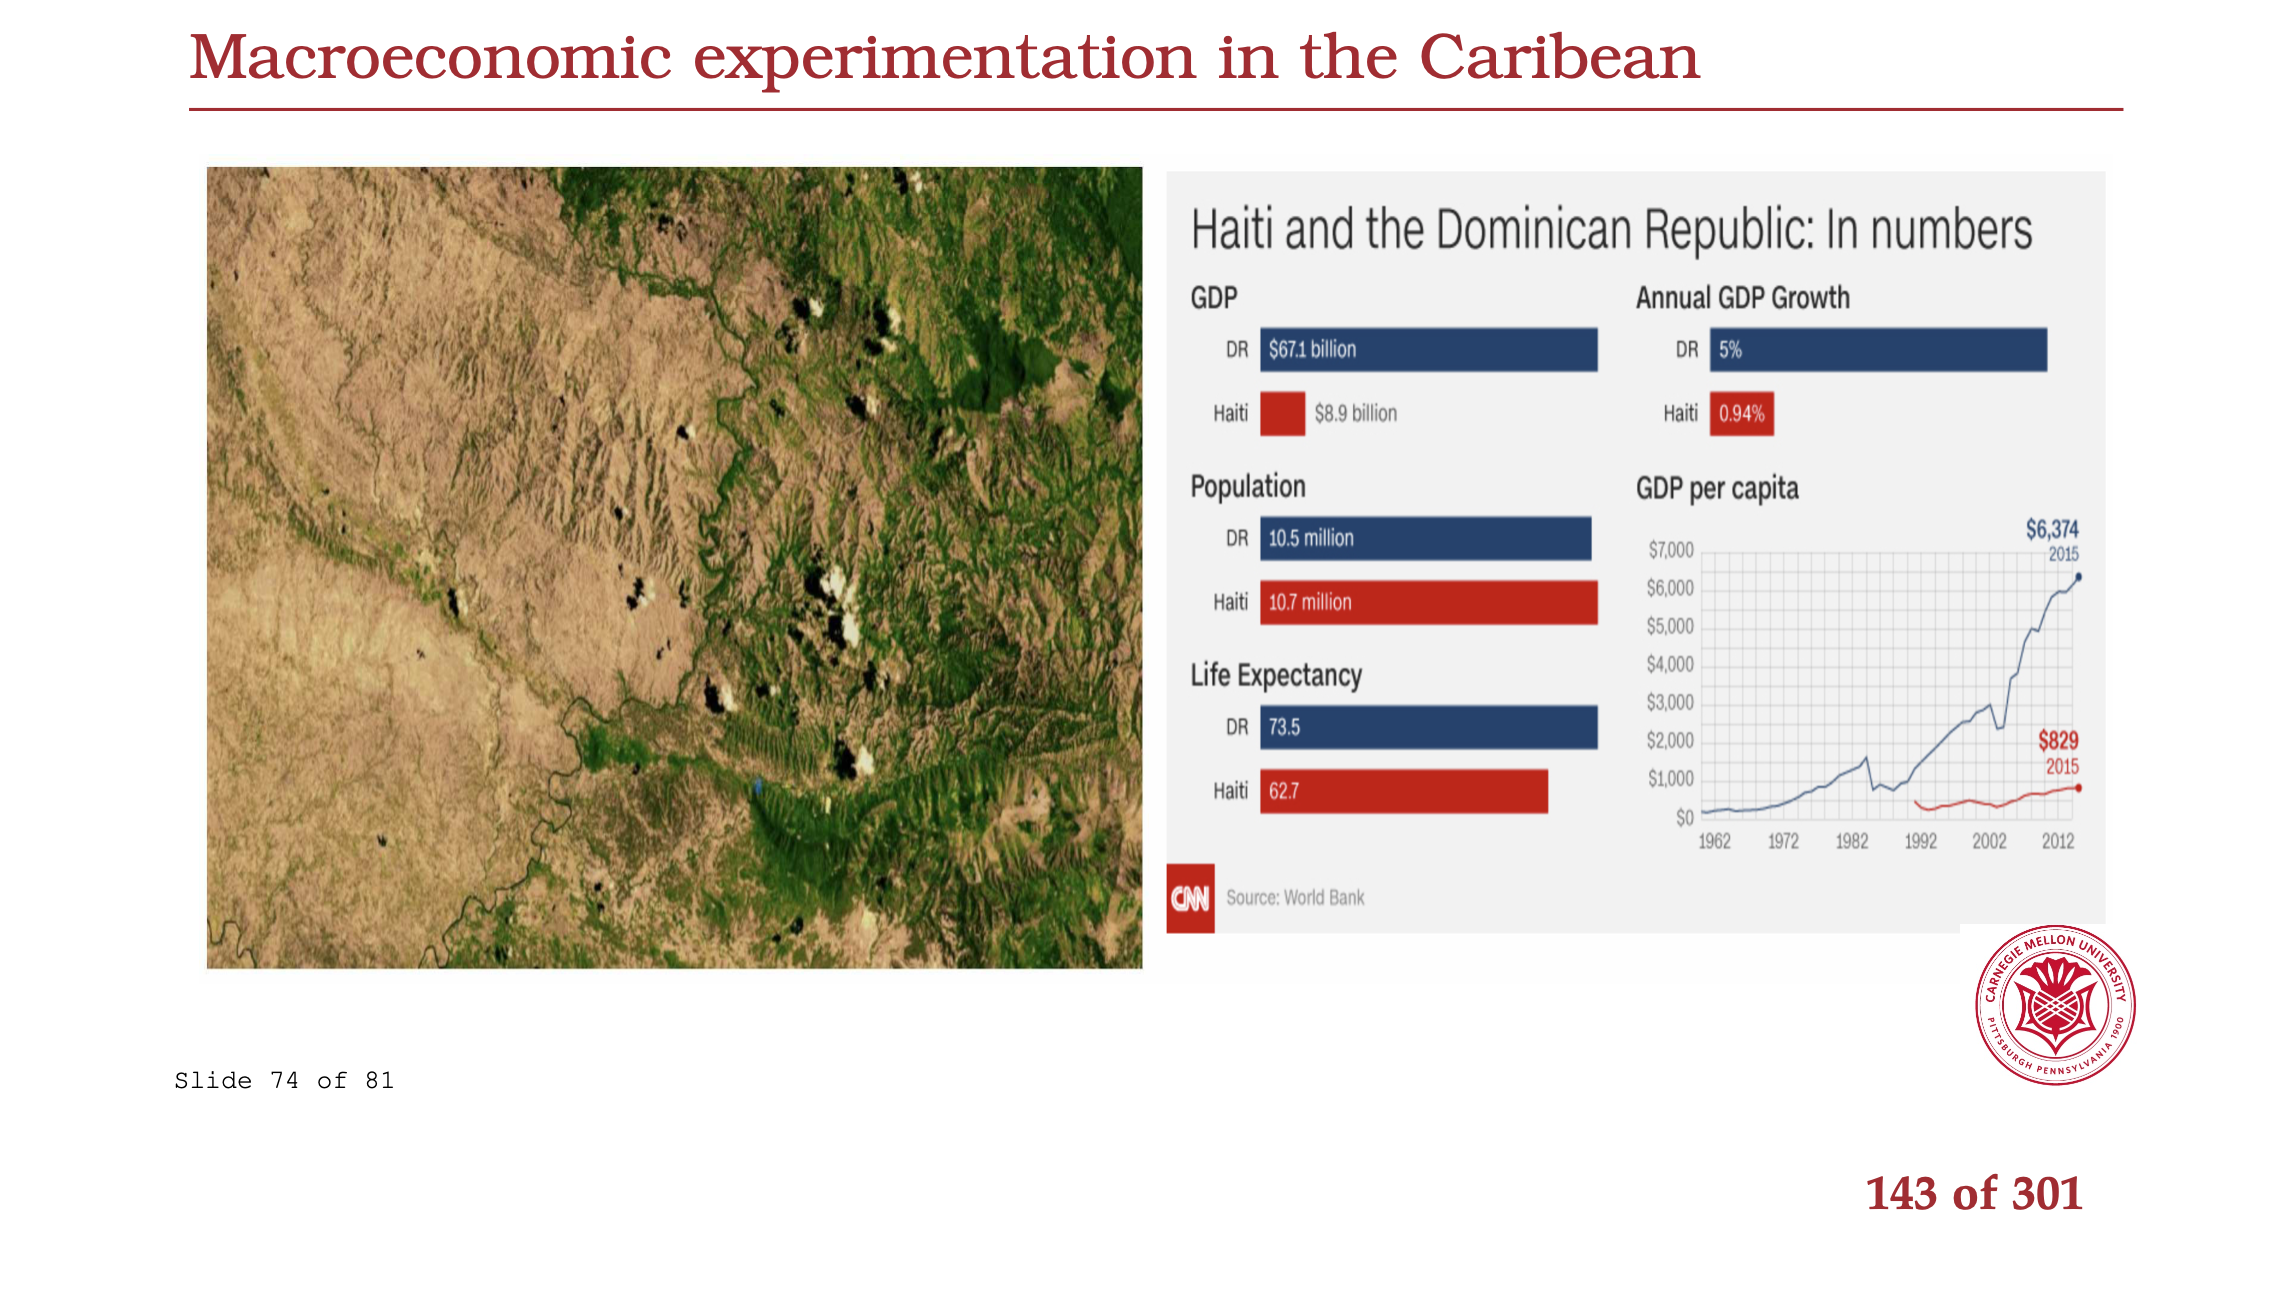 Macroeconomic experimentation in the Caribean
Haiti and the Dominican Republic: In numbers
GDP
DR $67.1 billion
Haiti $8.9 billion
Population
DR 10.5 million
Haiti 10.7 million
Life Expectancy
DR 73.5
Haiti 62.7
Annual GDP Growth
DR 5%
Haiti 0.94%
GDP per capita
$6,374
2015
$7,000
$6,000
$5,000
$4,000
$3,000
$2,000
$1,000
$0
$829
2015
1962 1972 1982 1992 2002 2012
CNN Source: World Bank
CARNEGIE MELLON UNIVERSITY
PITTSBURGH PENNSYLVANIA 1900
Slide 74 of 81
143 of 301